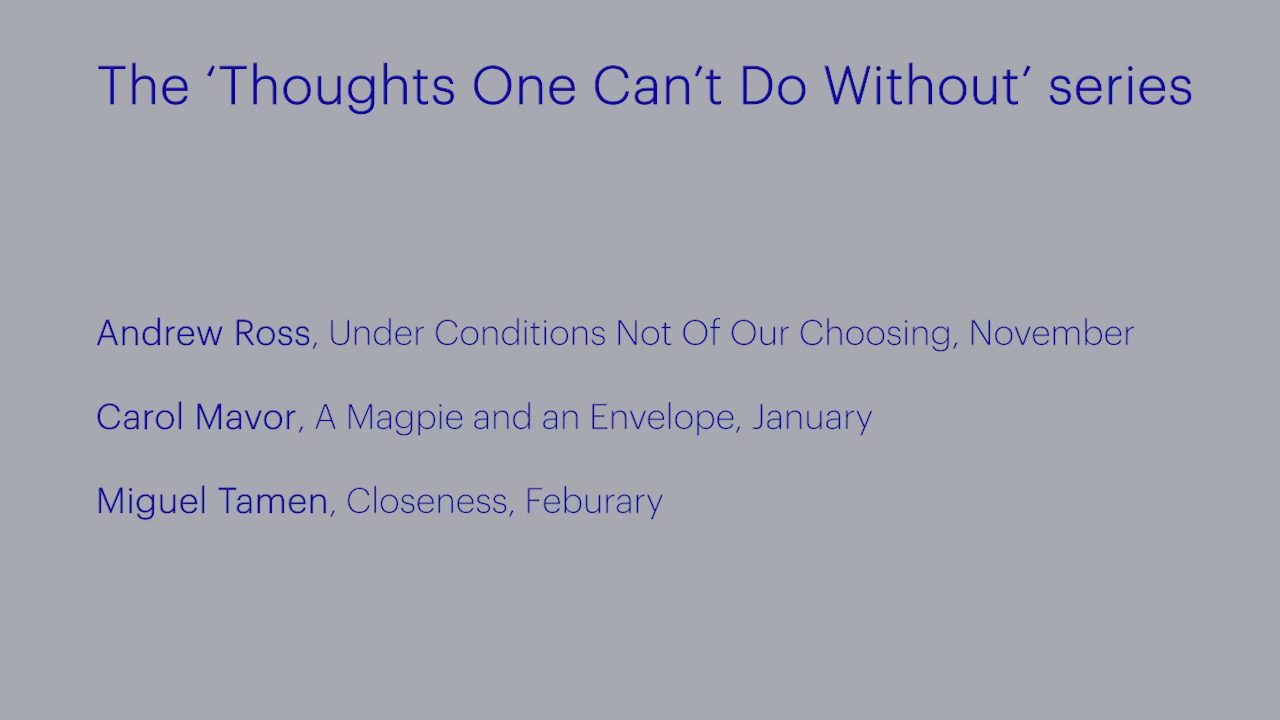 The ‘Thoughts One Can’t Do Without’ series
Andrew Ross, Under Conditions Not Of Our Choosing, November
Carol Mavor, A Magpie and an Envelope, January
Miguel Tamen, Closeness, Feburary